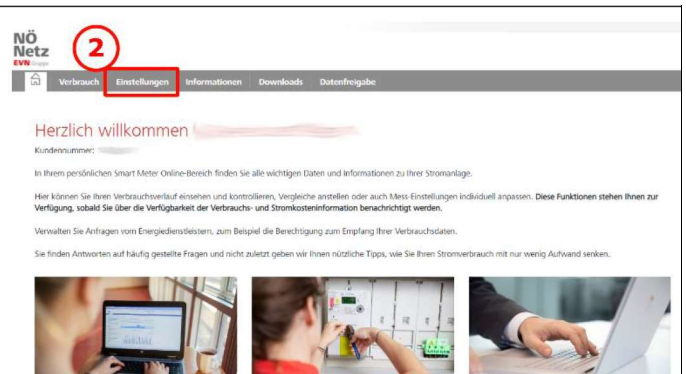 NÖ
Netz
EVN Gruppe
2
Verbrauch Einstellungen Informationen Downloads Datenfreigabe
Herzlich willkommen
Kundennummer:
In Ihrem persönlichen Smart Meter Online-Bereich finden Sie alle wichtigen Daten und Informationen zu Ihrer Stromanlage.
Hier können Sie Ihren Verbrauchsverlauf einsehen und kontrollieren, Vergleiche anstellen oder auch Mess-Einstellungen individuell anpassen. Diese Funktionen stehen Ihnen zur
Verfügung, sobald Sie über die Verfügbarkeit der Verbrauchs- und Stromkosteninformation benachrichtigt werden.
Verwalten Sie Anfragen vom Energiedienstleistern, zum Beispiel die Berechtigung zum Empfang Ihrer Verbrauchsdaten.
Sie finden Antworten auf häufig gestellte Fragen und nicht zuletzt geben wir Ihnen nützliche Tipps, wie Sie Ihren Stromverbrauch mit nur wenig Aufwand senken.